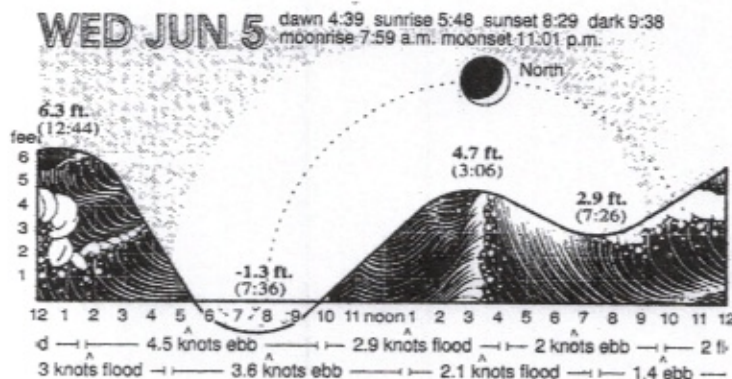 WED JUN 5
dawn 4:39 sunrise 5:48 sunset 8:29 dark 9:38
moonrise 7:59 a.m. moonset 11:01 p.m.
North
6.3 ft.
(12:44)
feet
6
5
4
3
2
1
4.7 ft.
(3:06)
2.9 ft.
(7:26)
-1.3 ft.
(7:36)
12 1 2 3 4 5 6 7 8 9 10 11 noon 1 2 3 4 5 6 7 8 9 10 11 12
d 4.5 knots ebb 2.9 knots flood 2 knots ebb 2 fl
3 knots flood 3.6 knots ebb 2.1 knots flood 1.4 ebb